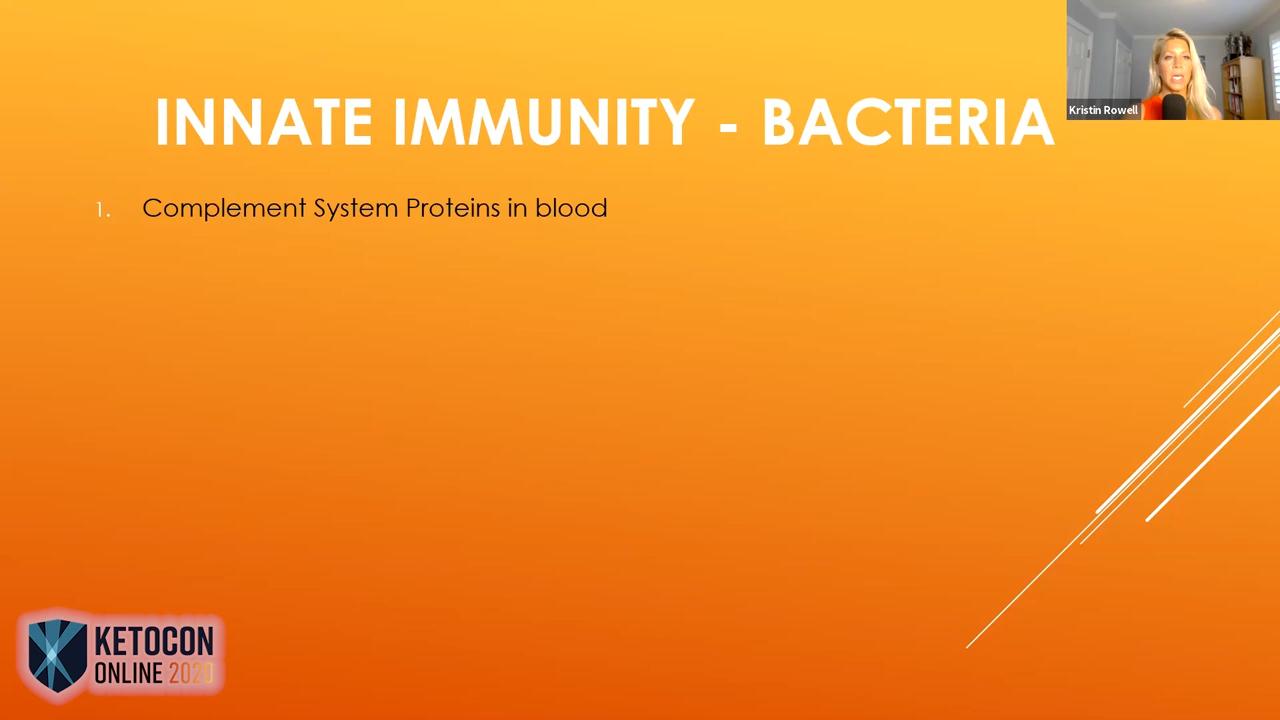 INNATE IMMUNITY - BACTERIA
Kristin Rowell
1. Complement System Proteins in blood
KETOCON
ONLINE 2020